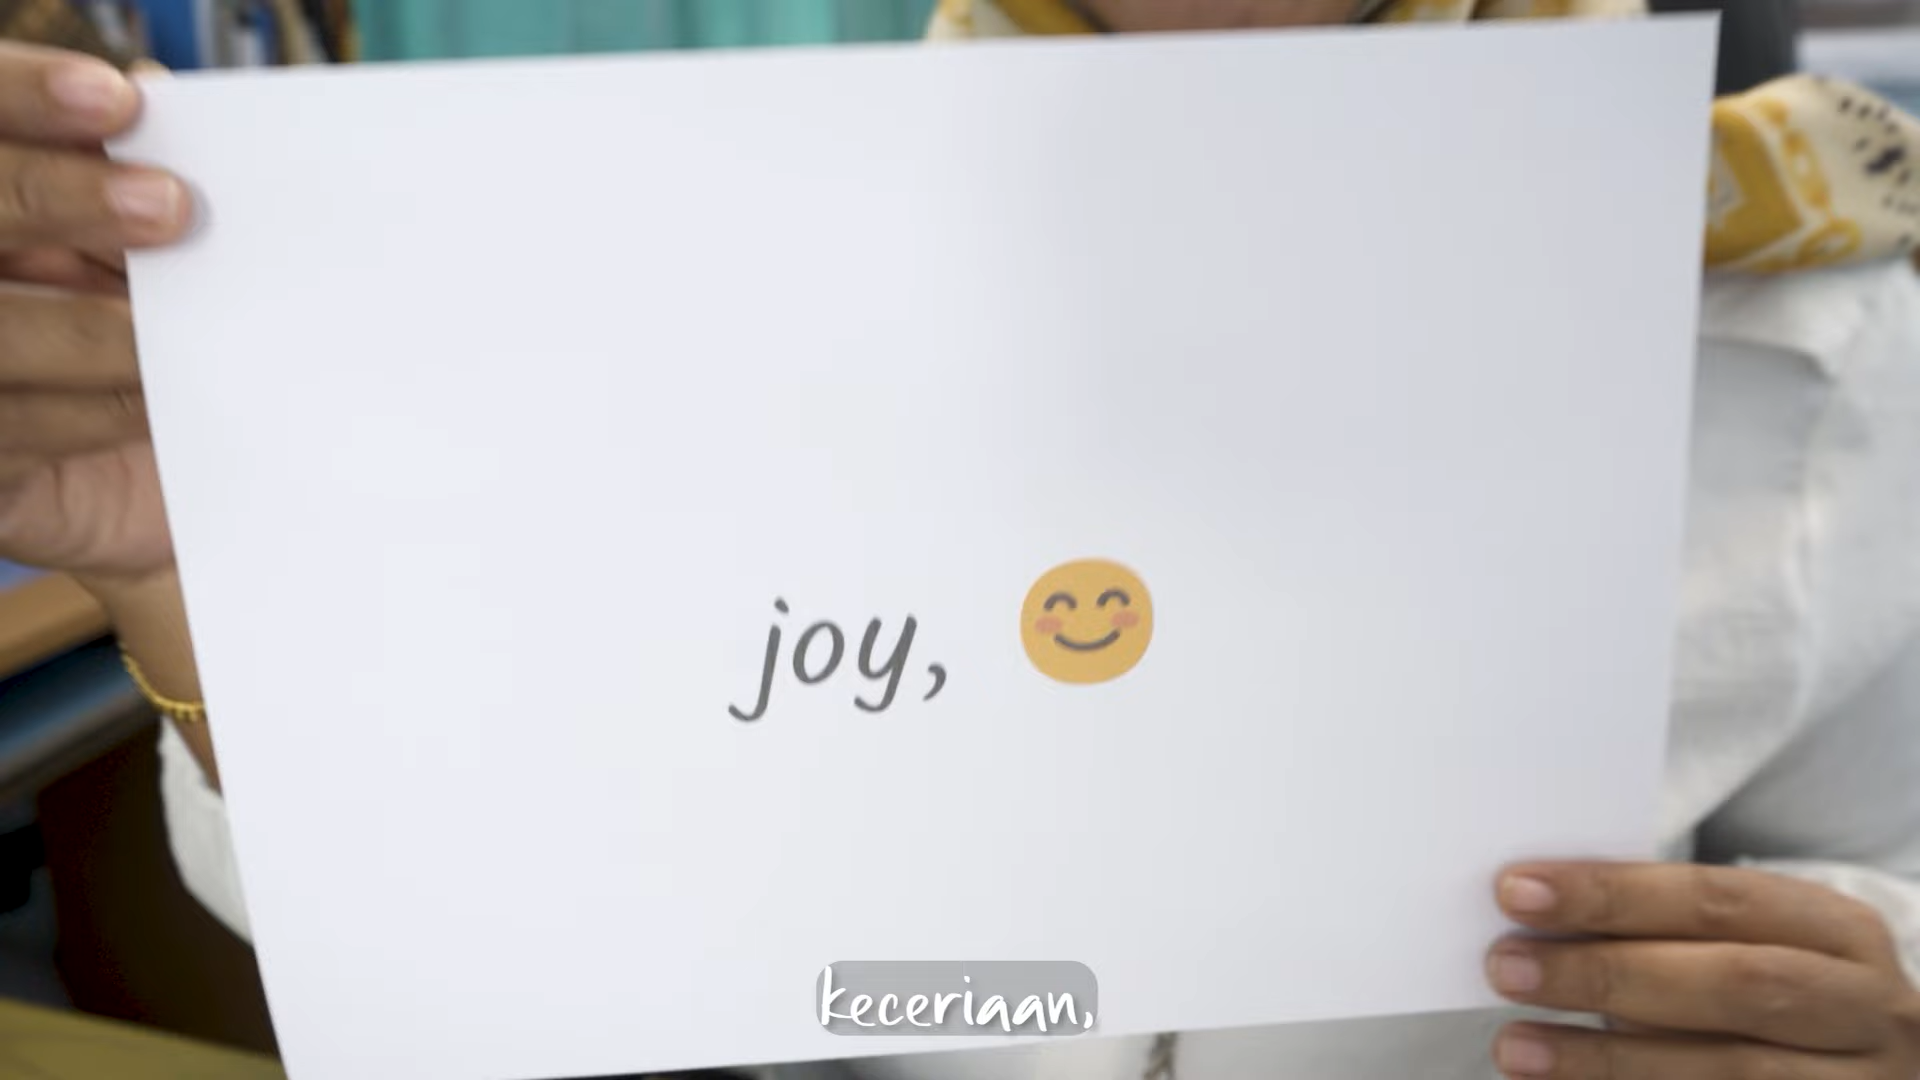 joy, 😊
keceriaan,